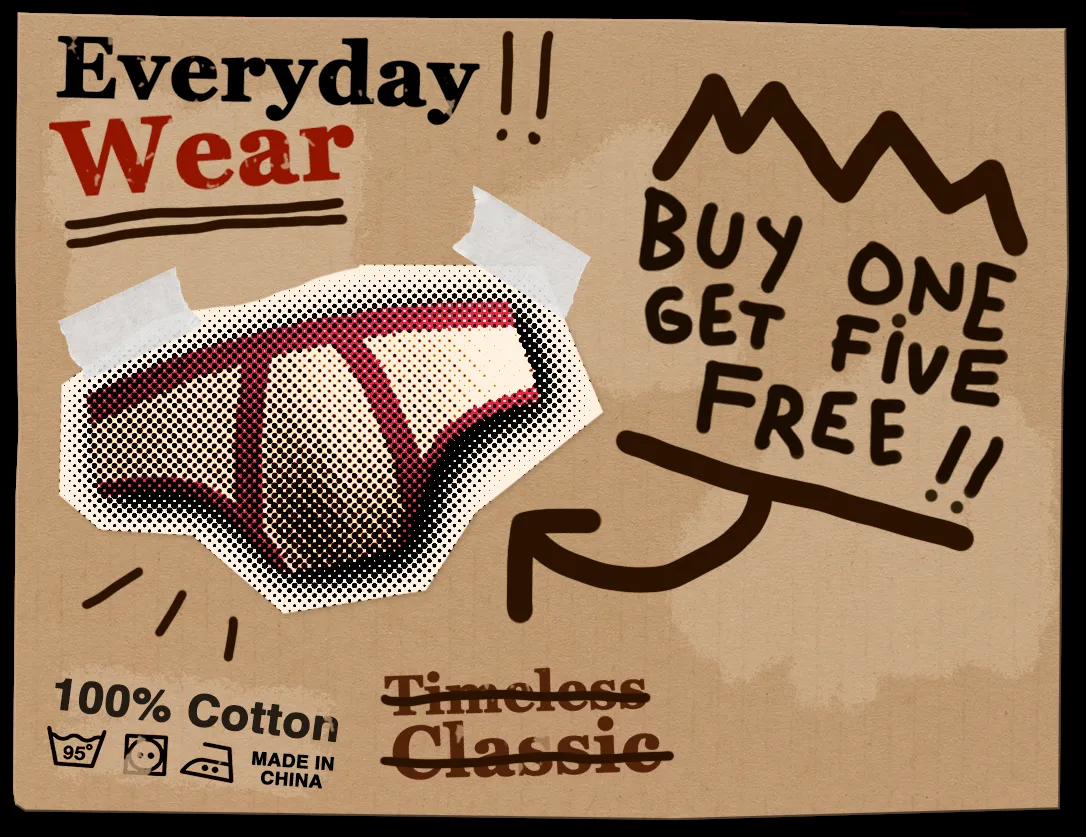 Everyday !!
Wear
BUY ONE
GET FiVE
FREE !!
100% Cotton
95°
MADE IN
CHINA
Timeless
Classic